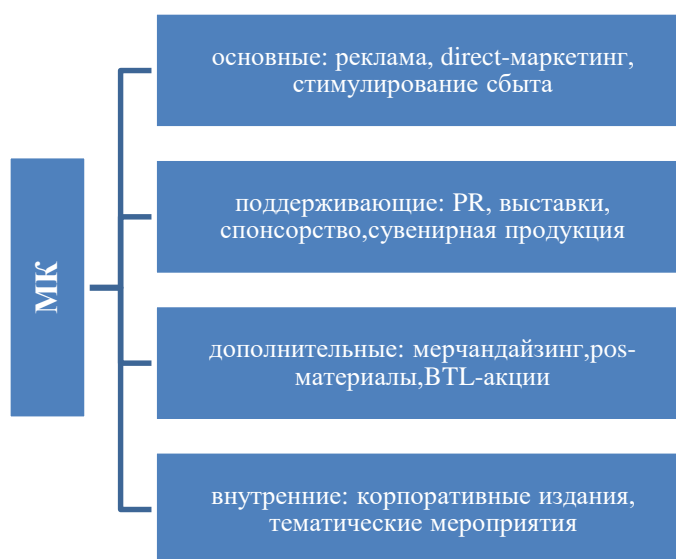 МК
основные: реклама, direct-маркетинг,
стимулирование сбыта
поддерживающие: PR, выставки,
спонсорство,сувенирная продукция
дополнительные: мерчандайзинг,pos-
материалы,BTL-акции
внутренние: корпоративные издания,
тематические мероприятия